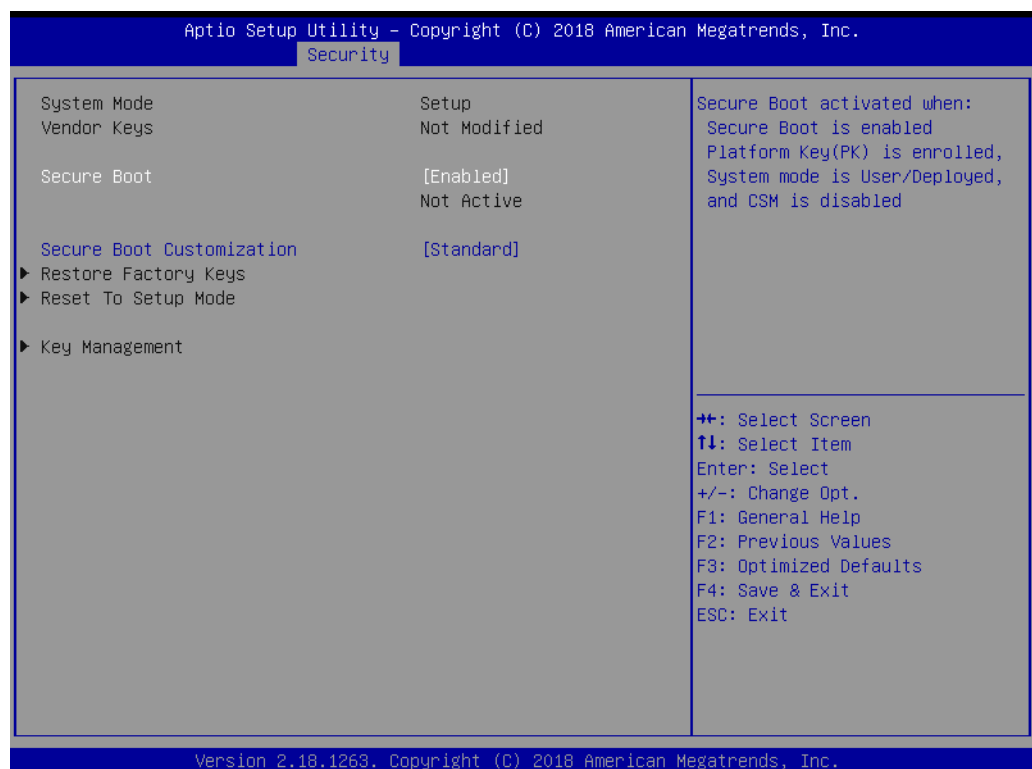 Aptio Setup Utility – Copyright (C) 2018 American Megatrends, Inc.
Security
System Mode Setup
Vendor Keys Not Modified
Secure Boot [Enabled]
Not Active
Secure Boot Customization [Standard]
▶ Restore Factory Keys
▶ Reset To Setup Mode
▶ Key Management
Secure Boot activated when:
Secure Boot is enabled
Platform Key(PK) is enrolled,
System mode is User/Deployed,
and CSM is disabled
→←: Select Screen
↑↓: Select Item
Enter: Select
+/-: Change Opt.
F1: General Help
F2: Previous Values
F3: Optimized Defaults
F4: Save & Exit
ESC: Exit
Version 2.18.1263. Copyright (C) 2018 American Megatrends, Inc.